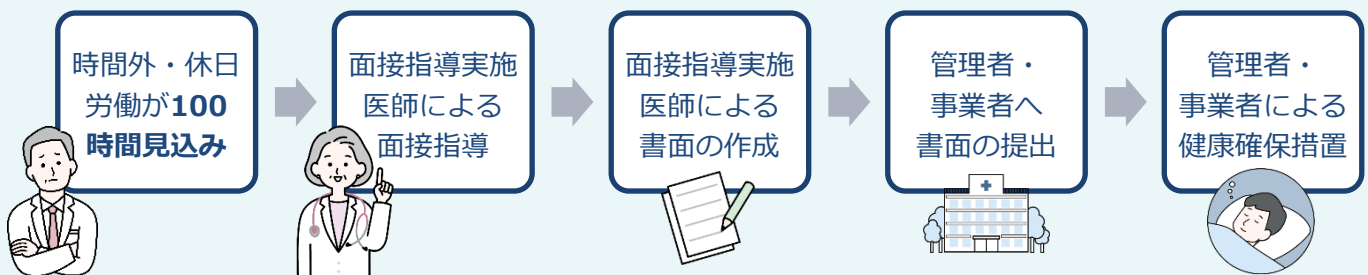 時間外・休日
労働が100
時間見込み
面接指導実施
医師による
面接指導
面接指導実施
医師による
書面の作成
管理者・
事業者へ
書面の提出
管理者・
事業者による
健康確保措置